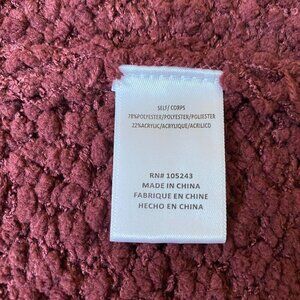 SELF/ CORPS
78%POLYESTER/POLYESTER/POLIESTER
22%ACRYLIC/ACRYLIQUE/ACRILICO
RN# 105243
MADE IN CHINA
FABRIQUE EN CHINE
HECHO EN CHINA